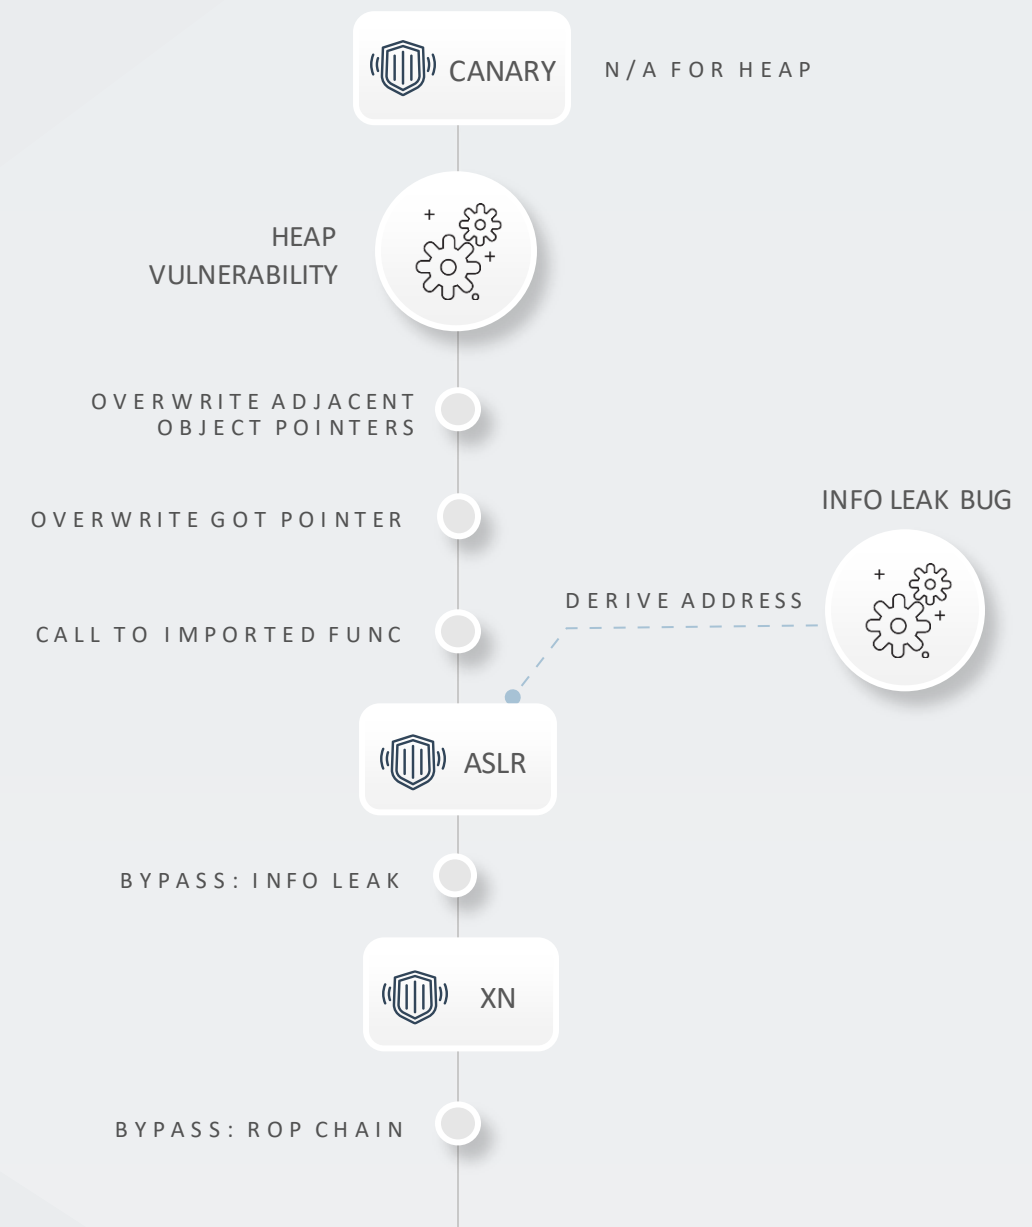 CANARY
N/A FOR HEAP
HEAP
VULNERABILITY
OVERWRITE ADJACENT
OBJECT POINTERS
OVERWRITE GOT POINTER
INFO LEAK BUG
DERIVE ADDRESS
CALL TO IMPORTED FUNC
ASLR
BYPASS: INFO LEAK
XN
BYPASS: ROP CHAIN